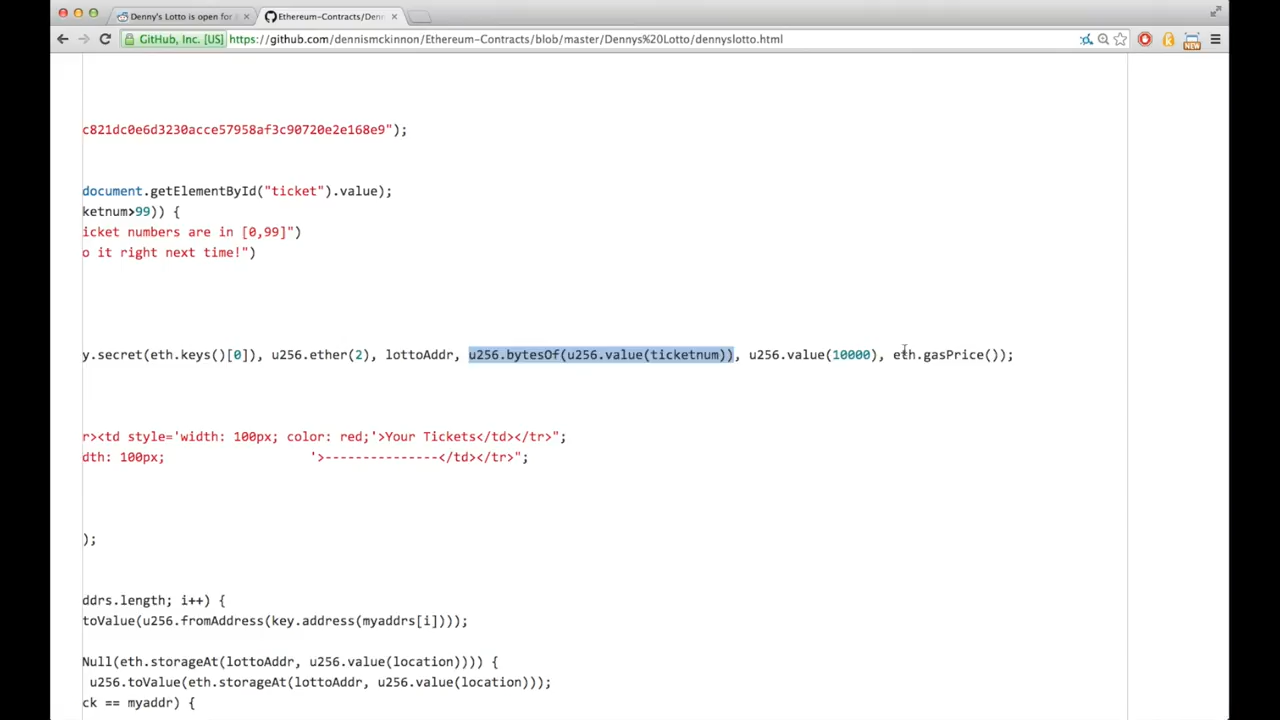 Denny's Lotto is open for
Ethereum-Contracts/Denn
GitHub, Inc. [US] https://github.com/dennismckinnon/Ethereum-Contracts/blob/master/Dennys%20Lotto/dennyslotto.html
NEW
c821dc0e6d3230acce57958af3c90720e2e168e9");
document.getElementById("ticket").value);
ketnum>99)) {
icket numbers are in [0,99]")
o it right next time!")
y.secret(eth.keys()[0]), u256.ether(2), lottoAddr, u256.bytesOf(u256.value(ticketnum)), u256.value(10000), eth.gasPrice());
r><td style='width: 100px; color: red;'>Your Tickets</td></tr>";
dth: 100px; '>---------------</td></tr>";
);
ddrs.length; i++) {
toValue(u256.fromAddress(key.address(myaddrs[i])));
Null(eth.storageAt(lottoAddr, u256.value(location)))) {
u256.toValue(eth.storageAt(lottoAddr, u256.value(location)));
ck == myaddr) {